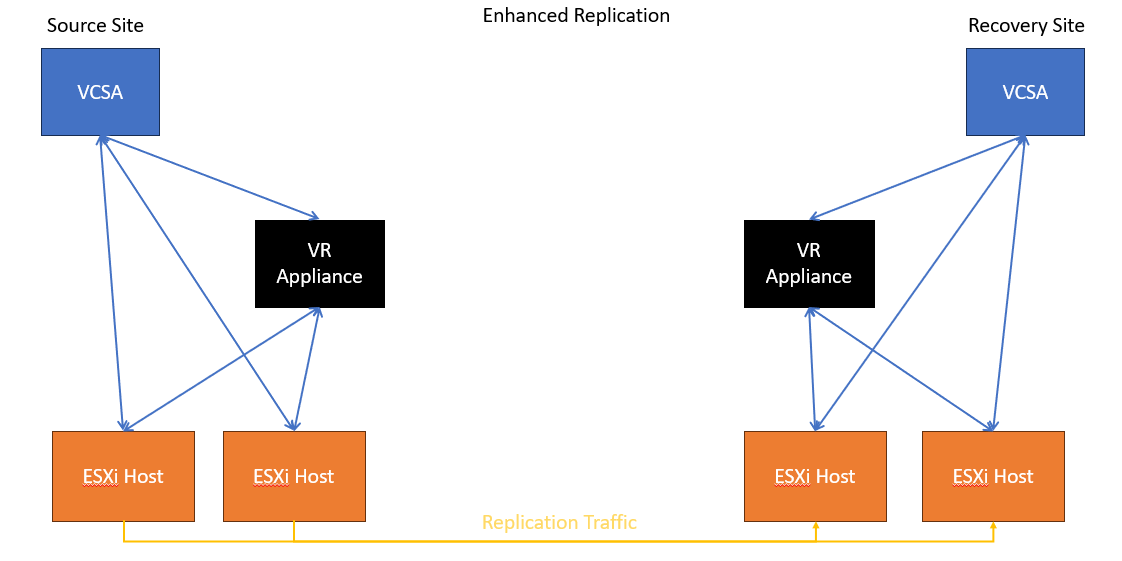 Enhanced Replication
Source Site
Recovery Site
VCSA
VCSA
VR
Appliance
VR
Appliance
ESXi Host
ESXi Host
ESXi Host
ESXi Host
Replication Traffic